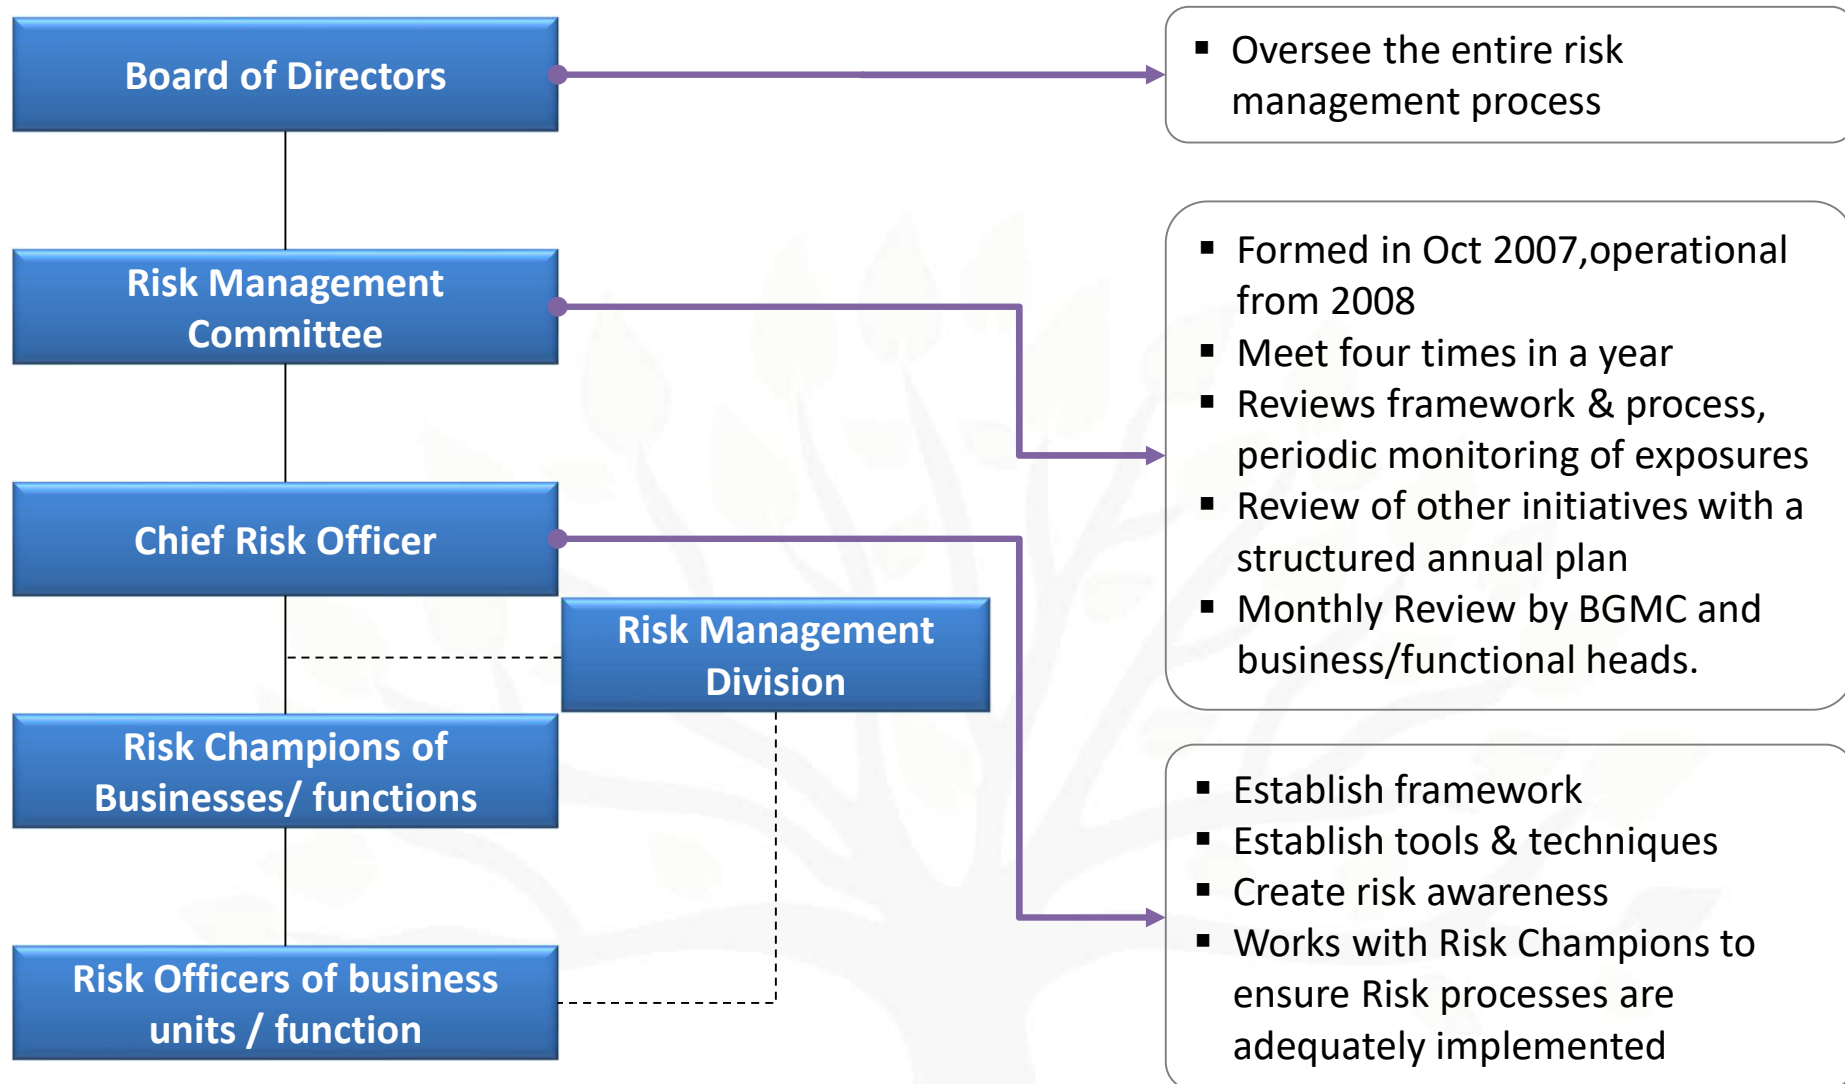 Board of Directors
▪ Oversee the entire risk
management process
Risk Management
Committee
▪ Formed in Oct 2007,operational
from 2008
▪ Meet four times in a year
▪ Reviews framework & process,
periodic monitoring of exposures
▪ Review of other initiatives with a
structured annual plan
▪ Monthly Review by BGMC and
business/functional heads.
Chief Risk Officer
Risk Management
Division
▪ Establish framework
▪ Establish tools & techniques
▪ Create risk awareness
▪ Works with Risk Champions to
ensure Risk processes are
adequately implemented
Risk Champions of
Businesses/ functions
Risk Officers of business
units / function